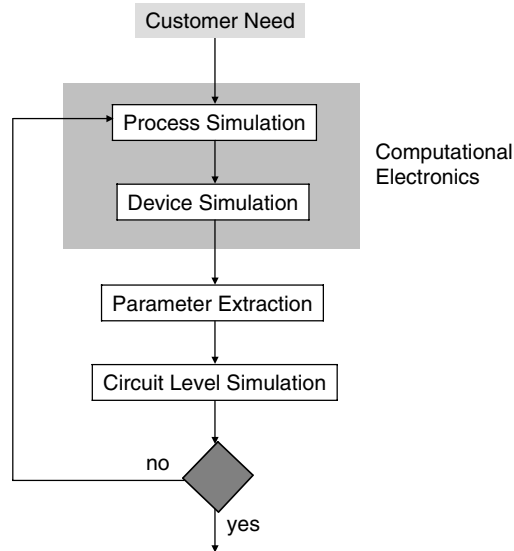 Customer Need
Process Simulation
Computational
Electronics
Device Simulation
Parameter Extraction
Circuit Level Simulation
no
yes